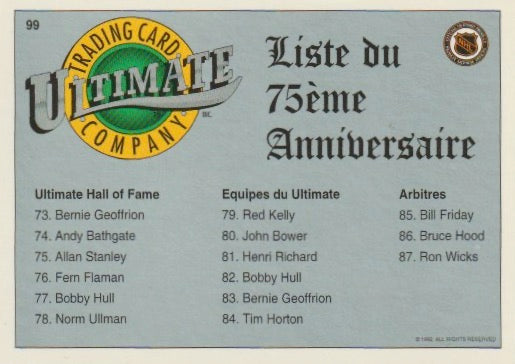 99
TRADING CARD
ULTIMATE
COMPANY
INC.
Liste du
75ème
Anniversaire
Ultimate Hall of Fame
73. Bernie Geoffrion
74. Andy Bathgate
75. Allan Stanley
76. Fern Flaman
77. Bobby Hull
78. Norm Ullman
Equipes du Ultimate
79. Red Kelly
80. John Bower
81. Henri Richard
82. Bobby Hull
83. Bernie Geoffrion
84. Tim Horton
Arbitres
85. Bill Friday
86. Bruce Hood
87. Ron Wicks
© 1992, ALL RIGHTS RESERVED.